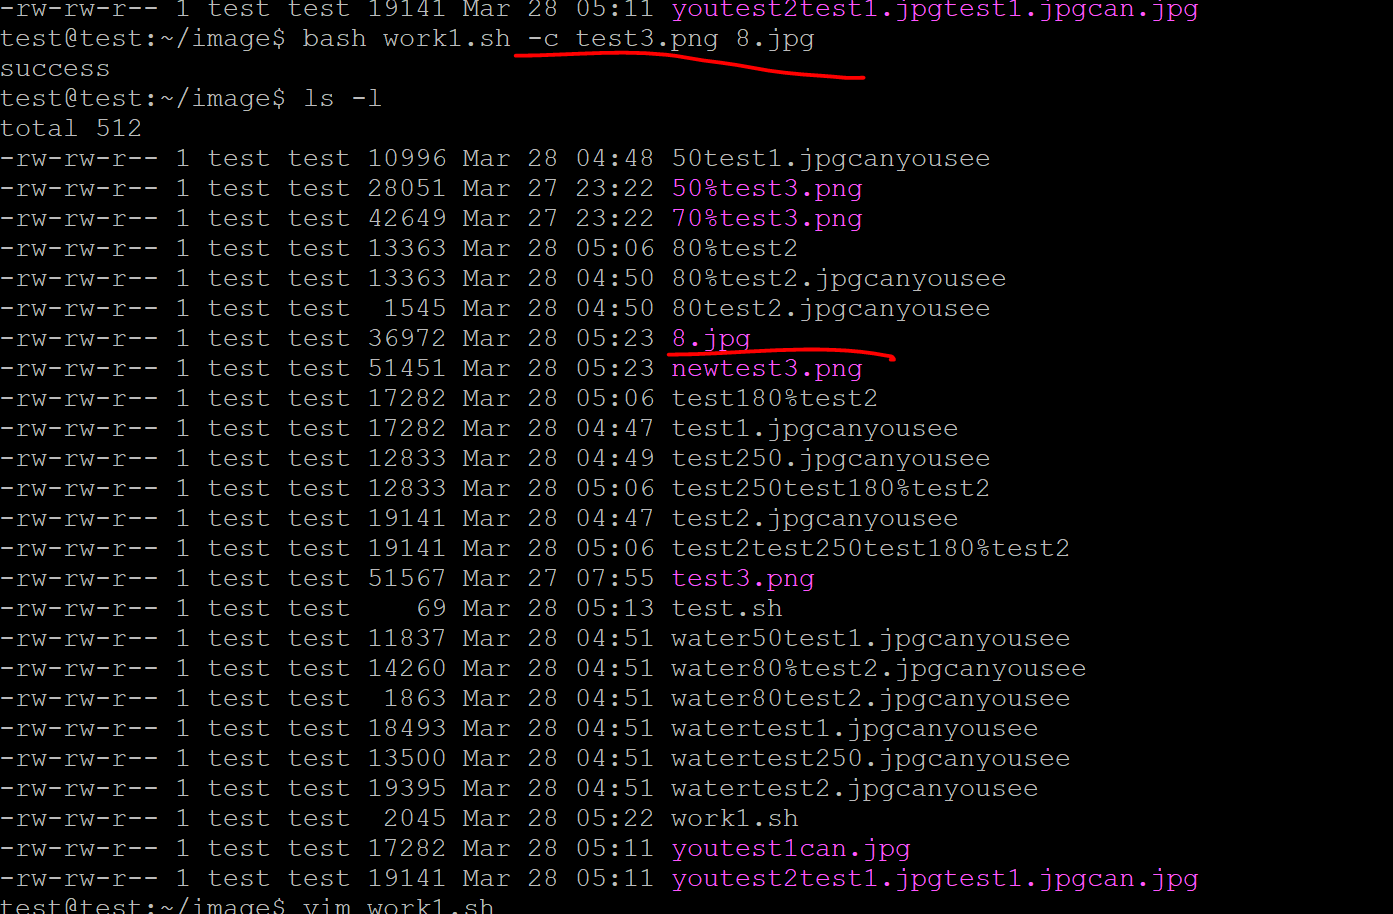 -rw-rw-r-- 1 test test 19141 Mar 28 05:11 youtest2test1.jpgtest1.jpgcan.jpg
test@test:~/image$ bash work1.sh -c test3.png 8.jpg
success
test@test:~/image$ ls -l
total 512
-rw-rw-r-- 1 test test 10996 Mar 28 04:48 50test1.jpgcanyousee
-rw-rw-r-- 1 test test 28051 Mar 27 23:22 50%test3.png
-rw-rw-r-- 1 test test 42649 Mar 27 23:22 70%test3.png
-rw-rw-r-- 1 test test 13363 Mar 28 05:06 80%test2
-rw-rw-r-- 1 test test 13363 Mar 28 04:50 80%test2.jpgcanyousee
-rw-rw-r-- 1 test test  1545 Mar 28 04:50 80test2.jpgcanyousee
-rw-rw-r-- 1 test test 36972 Mar 28 05:23 8.jpg
-rw-rw-r-- 1 test test 51451 Mar 28 05:23 newtest3.png
-rw-rw-r-- 1 test test 17282 Mar 28 05:06 test180%test2
-rw-rw-r-- 1 test test 17282 Mar 28 04:47 test1.jpgcanyousee
-rw-rw-r-- 1 test test 12833 Mar 28 04:49 test250.jpgcanyousee
-rw-rw-r-- 1 test test 12833 Mar 28 05:06 test250test180%test2
-rw-rw-r-- 1 test test 19141 Mar 28 04:47 test2.jpgcanyousee
-rw-rw-r-- 1 test test 19141 Mar 28 05:06 test2test250test180%test2
-rw-rw-r-- 1 test test 51567 Mar 27 07:55 test3.png
-rw-rw-r-- 1 test test    69 Mar 28 05:13 test.sh
-rw-rw-r-- 1 test test 11837 Mar 28 04:51 water50test1.jpgcanyousee
-rw-rw-r-- 1 test test 14260 Mar 28 04:51 water80%test2.jpgcanyousee
-rw-rw-r-- 1 test test  1863 Mar 28 04:51 water80test2.jpgcanyousee
-rw-rw-r-- 1 test test 18493 Mar 28 04:51 watertest1.jpgcanyousee
-rw-rw-r-- 1 test test 13500 Mar 28 04:51 watertest250.jpgcanyousee
-rw-rw-r-- 1 test test 19395 Mar 28 04:51 watertest2.jpgcanyousee
-rw-rw-r-- 1 test test  2045 Mar 28 05:22 work1.sh
-rw-rw-r-- 1 test test 17282 Mar 28 05:11 youtest1can.jpg
-rw-rw-r-- 1 test test 19141 Mar 28 05:11 youtest2test1.jpgtest1.jpgcan.jpg
test@test:~/image$ vim work1.sh